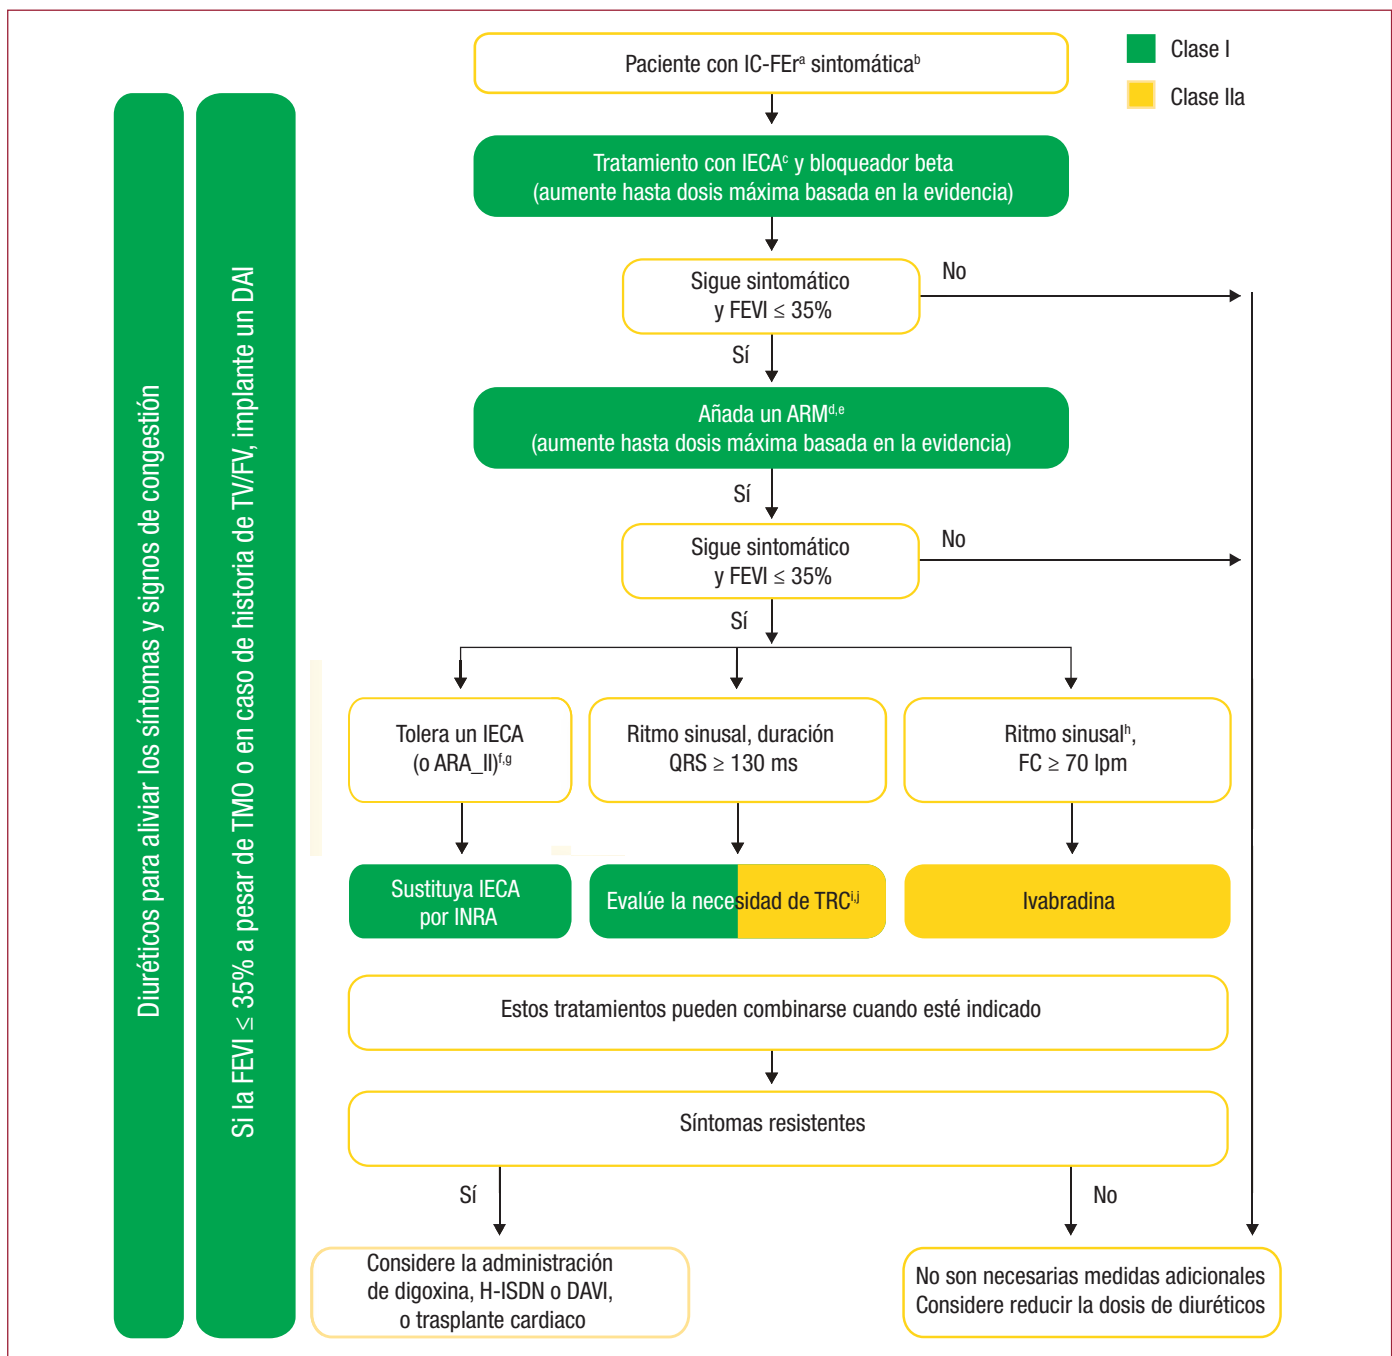 Paciente con IC-FErᵃ sintomáticaᵇ
Clase I
Clase IIa
Tratamiento con IECAᶜ y bloqueador beta
(aumente hasta dosis máxima basada en la evidencia)
Sigue sintomático
y FEVI ≤ 35%
No
Sí
Añada un ARMᵈ,ᵉ
(aumente hasta dosis máxima basada en la evidencia)
Sí
Sigue sintomático
y FEVI ≤ 35%
No
Sí
Tolera un IECA
(o ARA_II)ᶠ,ᵍ
Ritmo sinusal, duración
QRS ≥ 130 ms
Ritmo sinusalʰ,
FC ≥ 70 lpm
Sustituya IECA
por INRA
Evalúe la necesidad de TRCⁱ,ʲ
Ivabradina
Estos tratamientos pueden combinarse cuando esté indicado
Síntomas resistentes
Sí
No
Considere la administración
de digoxina, H-ISDN o DAVI,
o trasplante cardiaco
No son necesarias medidas adicionales
Considere reducir la dosis de diuréticos
Diuréticos para aliviar los síntomas y signos de congestión
Si la FEVI ≤ 35% a pesar de TMO o en caso de historia de TV/FV, implante un DAI